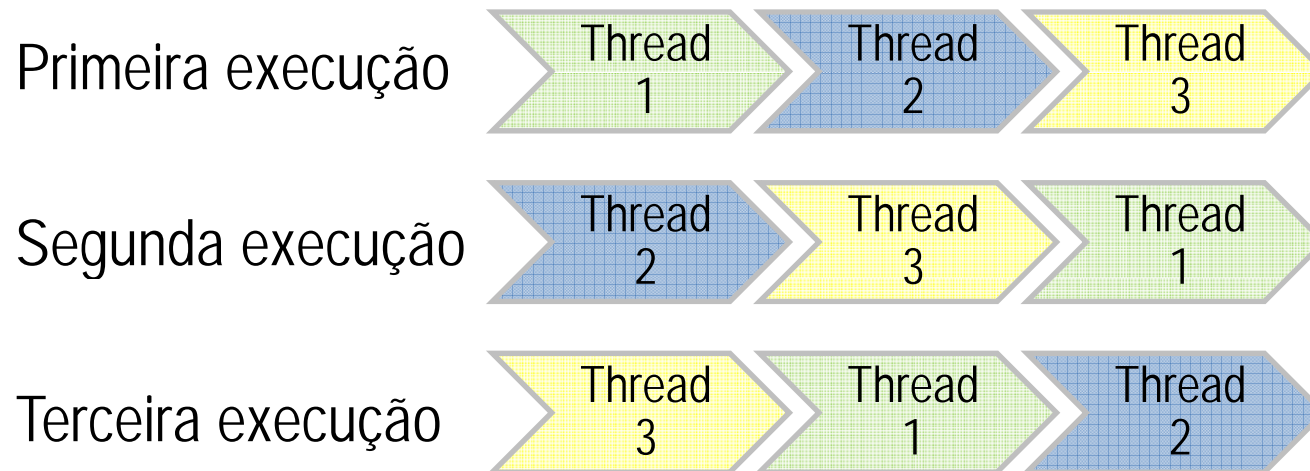 Primeira execução
Thread
1
Thread
2
Thread
3
Segunda execução
Thread
2
Thread
3
Thread
1
Terceira execução
Thread
3
Thread
1
Thread
2